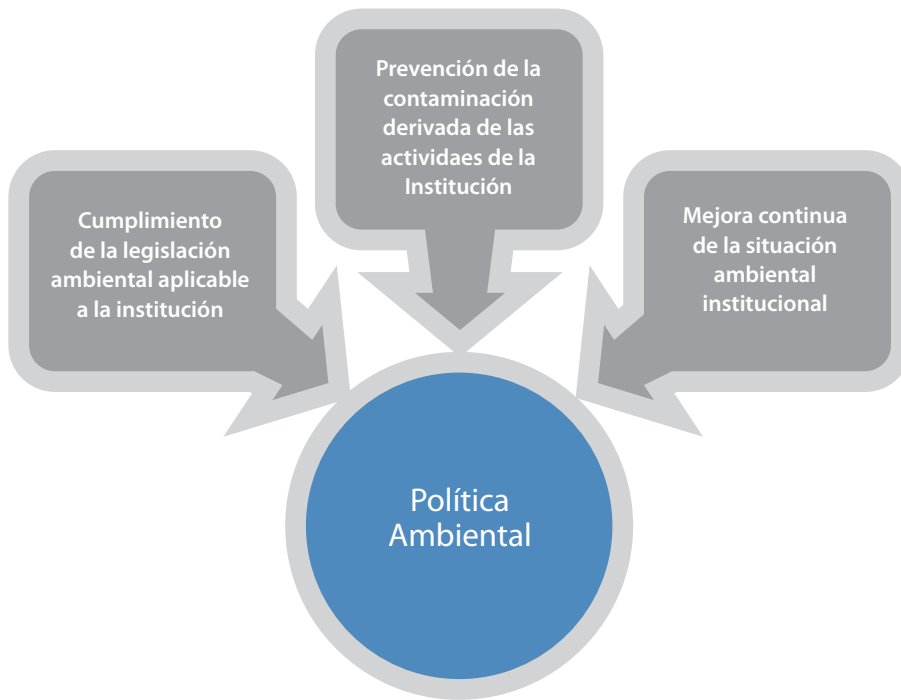 Cumplimiento
de la legislación
ambiental aplicable
a la institución
Prevención de la
contaminación
derivada de las
actividaes de la
Institución
Mejora continua
de la situación
ambiental
institucional
Política
Ambiental